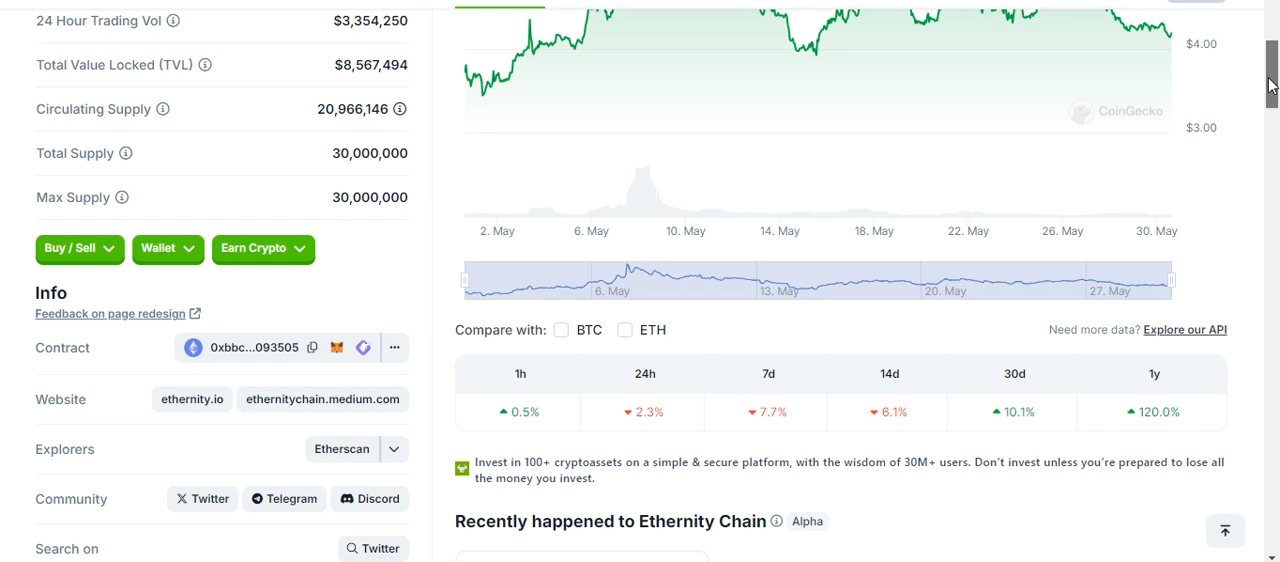 24 Hour Trading Vol $3,354,250
Total Value Locked (TVL) $8,567,494
Circulating Supply 20,966,146
Total Supply 30,000,000
Max Supply 30,000,000
Buy / Sell Wallet Earn Crypto
Info
Feedback on page redesign
Contract 0xbbc...093505 ...
Website ethernity.io ethernitychain.medium.com
Explorers Etherscan
Community Twitter Telegram Discord
Search on Twitter
$4.00
CoinGecko
$3.00
2. May 6. May 10. May 14. May 18. May 22. May 26. May 30. May
6. May 13. May 20. May 27. May
Compare with: BTC ETH Need more data? Explore our API
1h 24h 7d 14d 30d 1y
0.5% 2.3% 7.7% 6.1% 10.1% 120.0%
Invest in 100+ cryptoassets on a simple & secure platform, with the wisdom of 30M+ users. Don't invest unless you're prepared to lose all
the money you invest.
Recently happened to Ethernity Chain Alpha